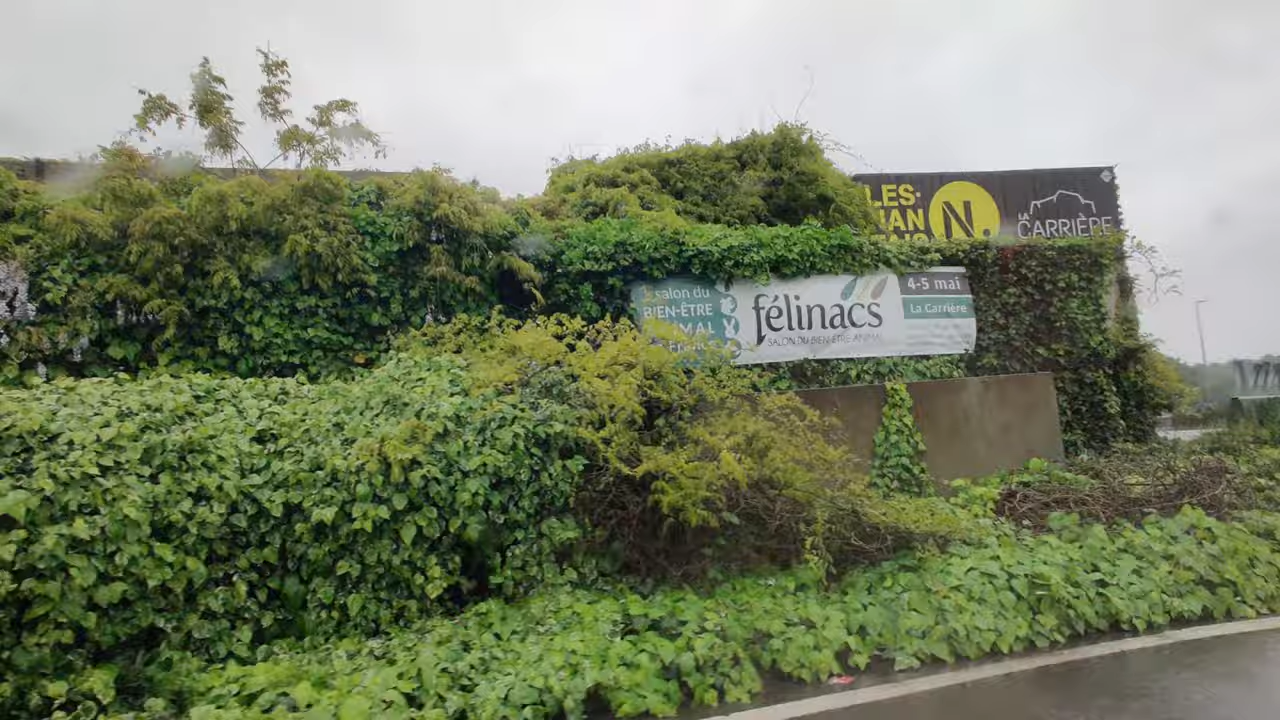 LES·
N.
LA
CARRIÈRE
salon du
BIEN-ÊTRE
félinacs
SALON DU BIEN-ÊTRE ANIMAL
4-5 mai
La Carrière